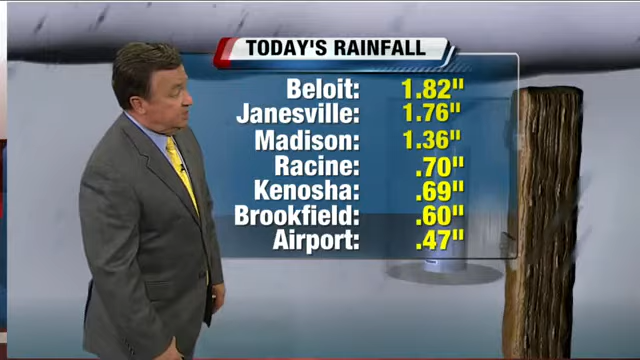 TODAY'S RAINFALL
Beloit: 1.82"
Janesville: 1.76"
Madison: 1.36"
Racine: .70"
Kenosha: .69"
Brookfield: .60"
Airport: .47"